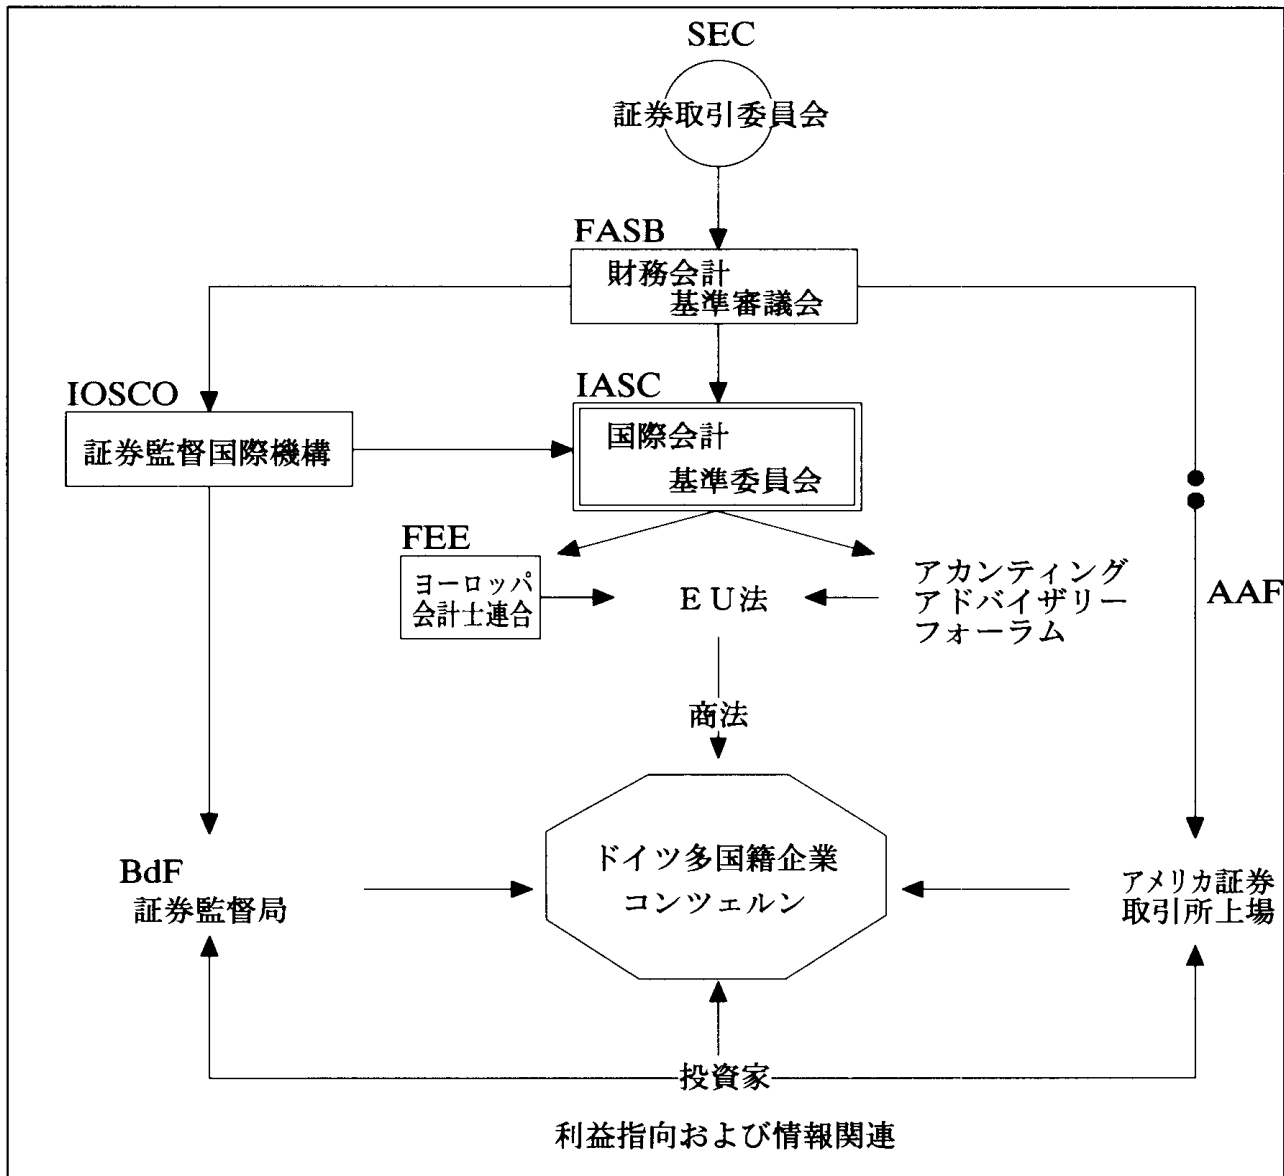 SEC
証券取引委員会
FASB
財務会計
基準審議会
IOSCO
証券監督国際機構
IASC
国際会計
基準委員会
FEE
ヨーロッパ
会計士連合
EU法
アカンティング
アドバイザリー
フォーラム
AAF
商法
ドイツ多国籍企業
コンツェルン
BdF
証券監督局
アメリカ証券
取引所上場
投資家
利益指向および情報関連